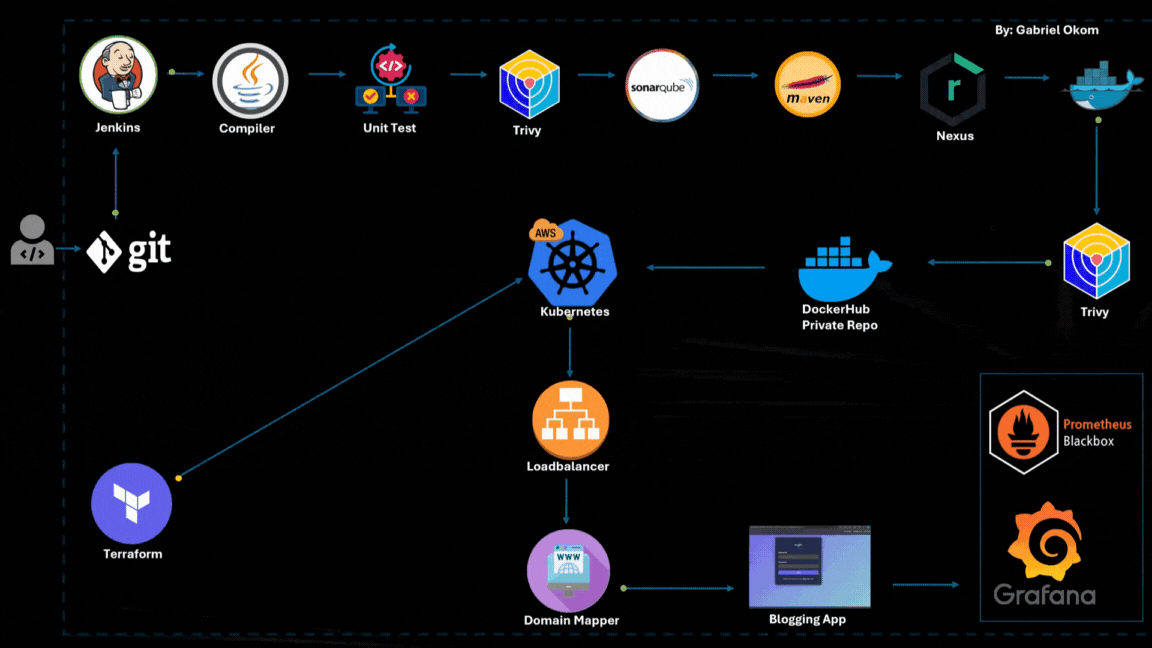 By: Gabriel Okom
Jenkins
Compiler
Unit Test
Trivy
sonarqube
maven
Nexus
git
AWS
Kubernetes
DockerHub
Private Repo
Trivy
Loadbalancer
Prometheus
Blackbox
Terraform
WWW
Domain Mapper
Blogging App
Grafana